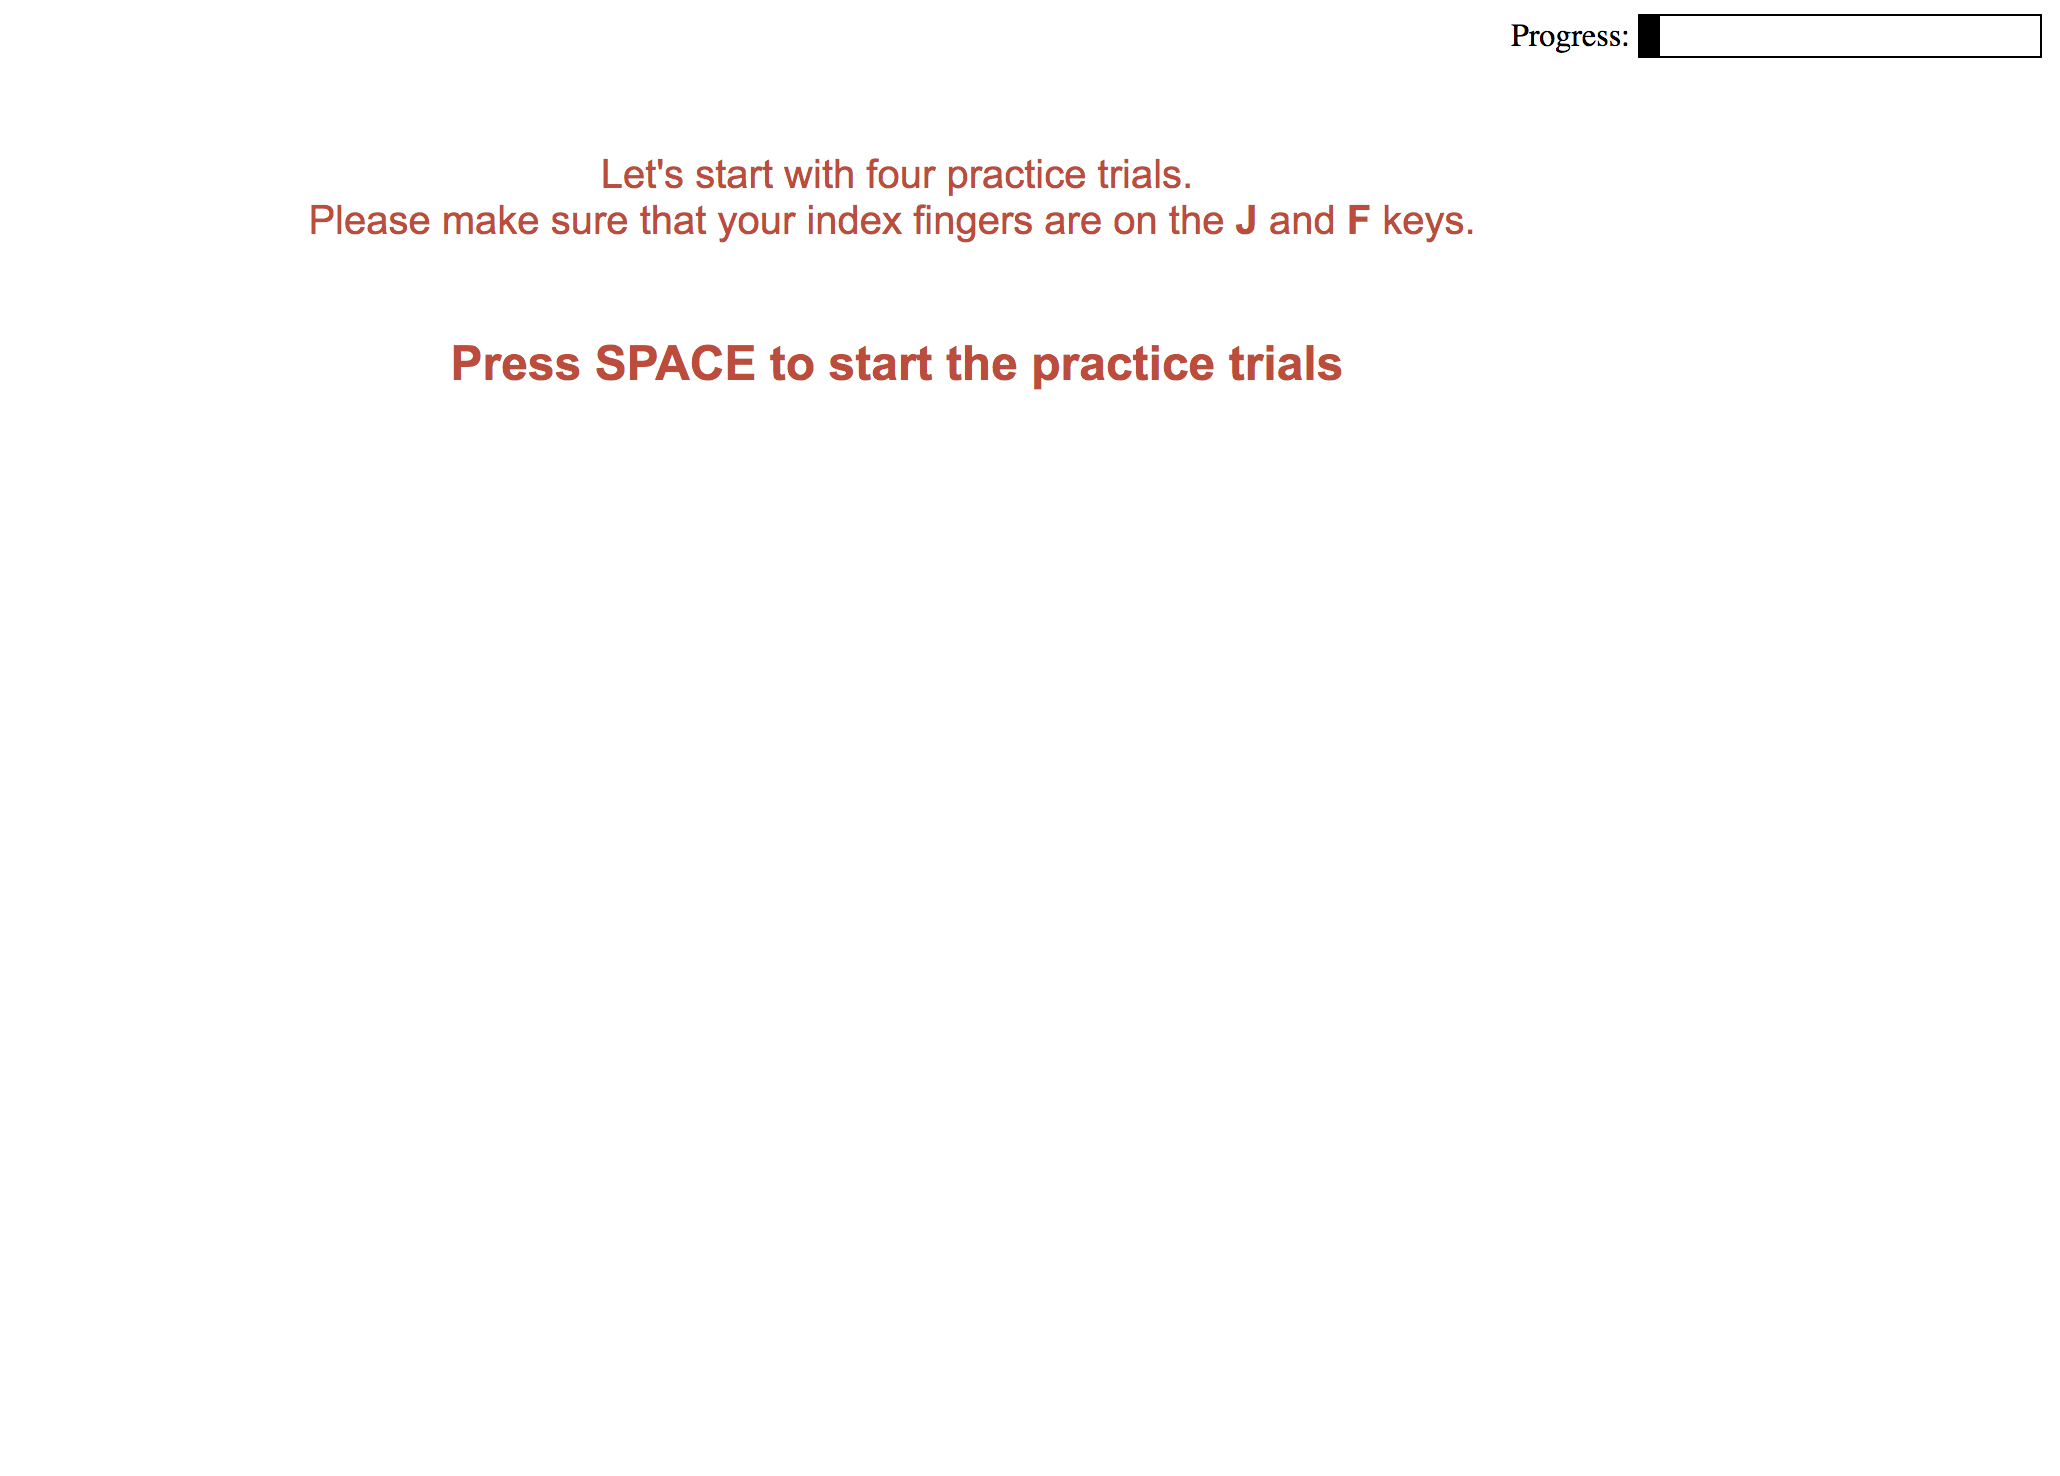 Progress:
Let's start with four practice trials.
Please make sure that your index fingers are on the J and F keys.
Press SPACE to start the practice trials